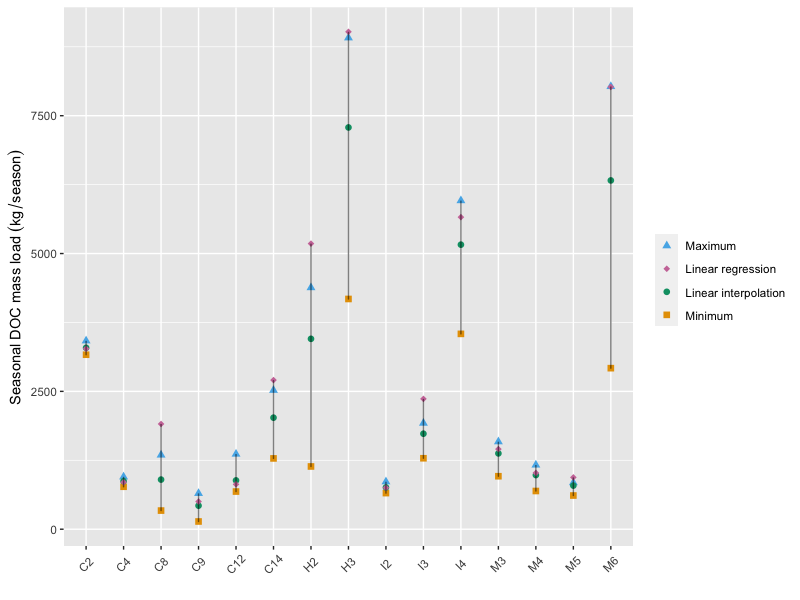 Seasonal DOC mass load (kg/season)
7500
5000
2500
0
C2 C4 C8 C9 C12 C14 H2 H3 I2 I3 I4 M3 M4 M5 M6
Maximum
Linear regression
Linear interpolation
Minimum